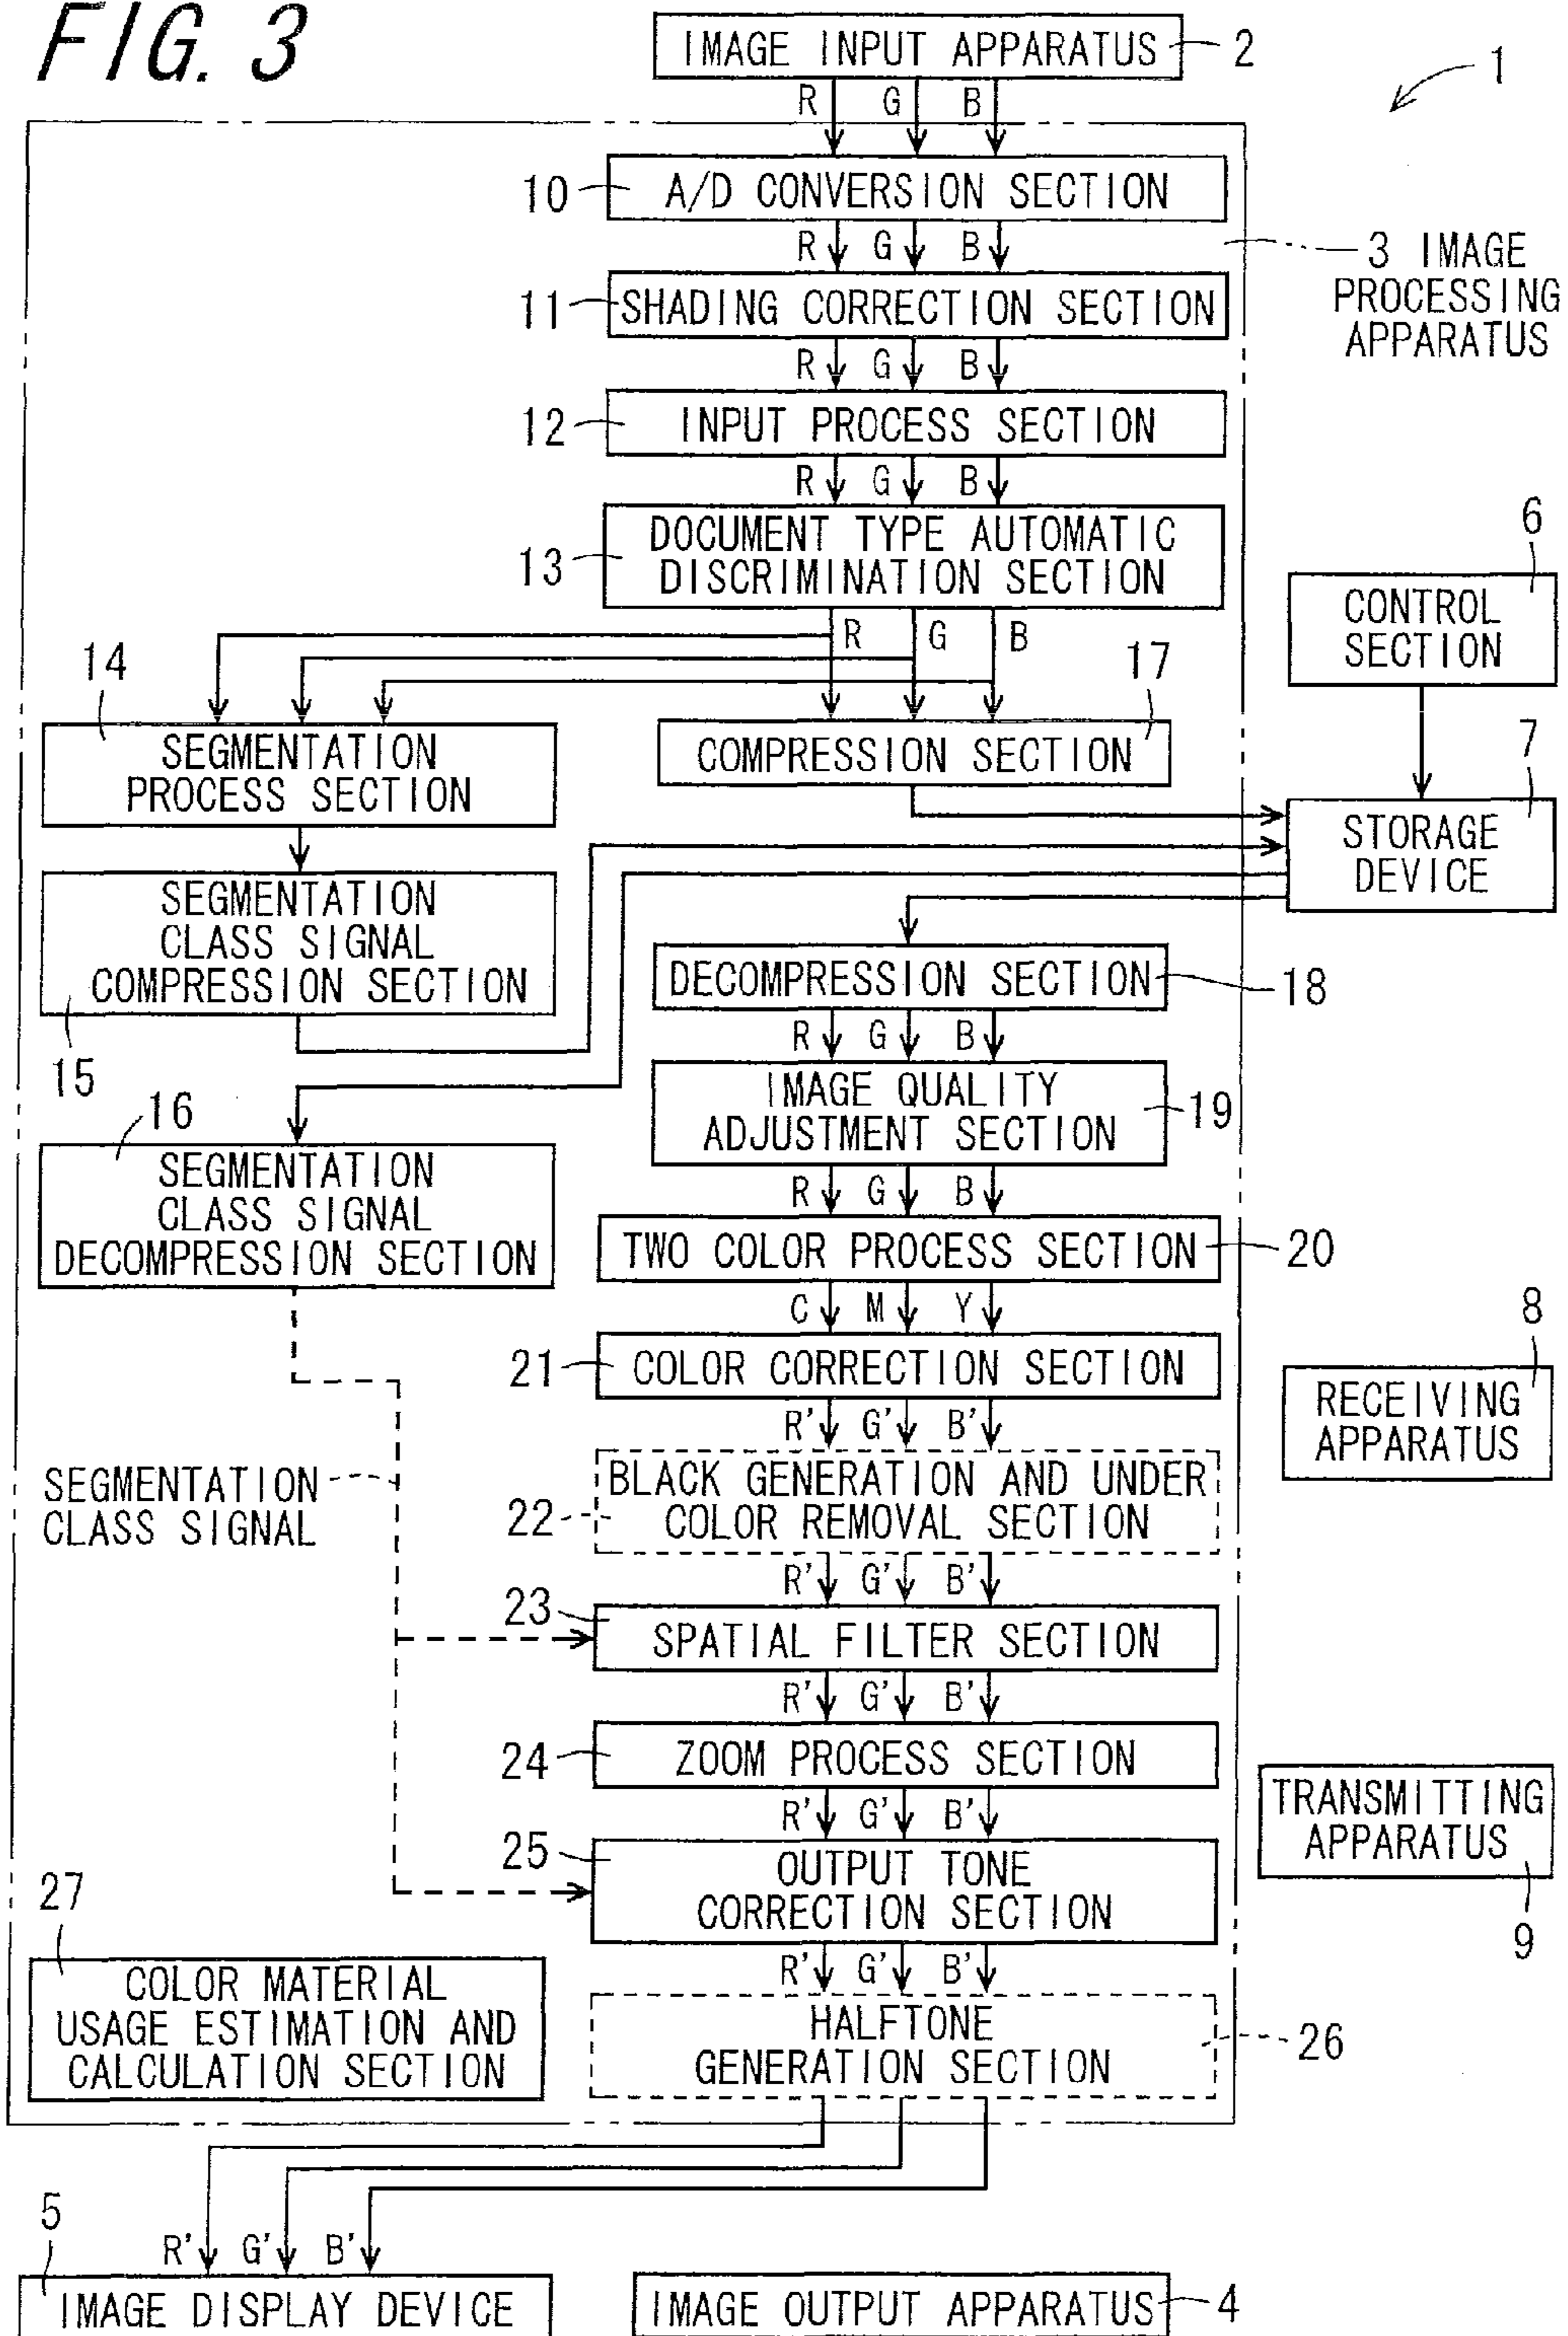 FIG. 3
IMAGE INPUT APPARATUS
2
1
R G B
10
A/D CONVERSION SECTION
R G B
3 IMAGE
PROCESSING
APPARATUS
11
SHADING CORRECTION SECTION
R G B
12
INPUT PROCESS SECTION
R G B
13
DOCUMENT TYPE AUTOMATIC
DISCRIMINATION SECTION
6
CONTROL
SECTION
R G B
14
17
7
SEGMENTATION
PROCESS SECTION
COMPRESSION SECTION
STORAGE
DEVICE
SEGMENTATION
CLASS SIGNAL
COMPRESSION SECTION
15
DECOMPRESSION SECTION
18
R G B
16
IMAGE QUALITY
ADJUSTMENT SECTION
19
SEGMENTATION
CLASS SIGNAL
DECOMPRESSION SECTION
R G B
TWO COLOR PROCESS SECTION
20
C M Y
21
COLOR CORRECTION SECTION
8
RECEIVING
APPARATUS
R' G' B'
SEGMENTATION
CLASS SIGNAL
22
BLACK GENERATION AND UNDER
COLOR REMOVAL SECTION
R' G' B'
23
SPATIAL FILTER SECTION
R' G' B'
24
ZOOM PROCESS SECTION
TRANSMITTING
APPARATUS
9
R' G' B'
25
OUTPUT TONE
CORRECTION SECTION
27
COLOR MATERIAL
USAGE ESTIMATION AND
CALCULATION SECTION
R' G' B'
HALFTONE
GENERATION SECTION
26
5
R' G' B'
IMAGE DISPLAY DEVICE
IMAGE OUTPUT APPARATUS
4